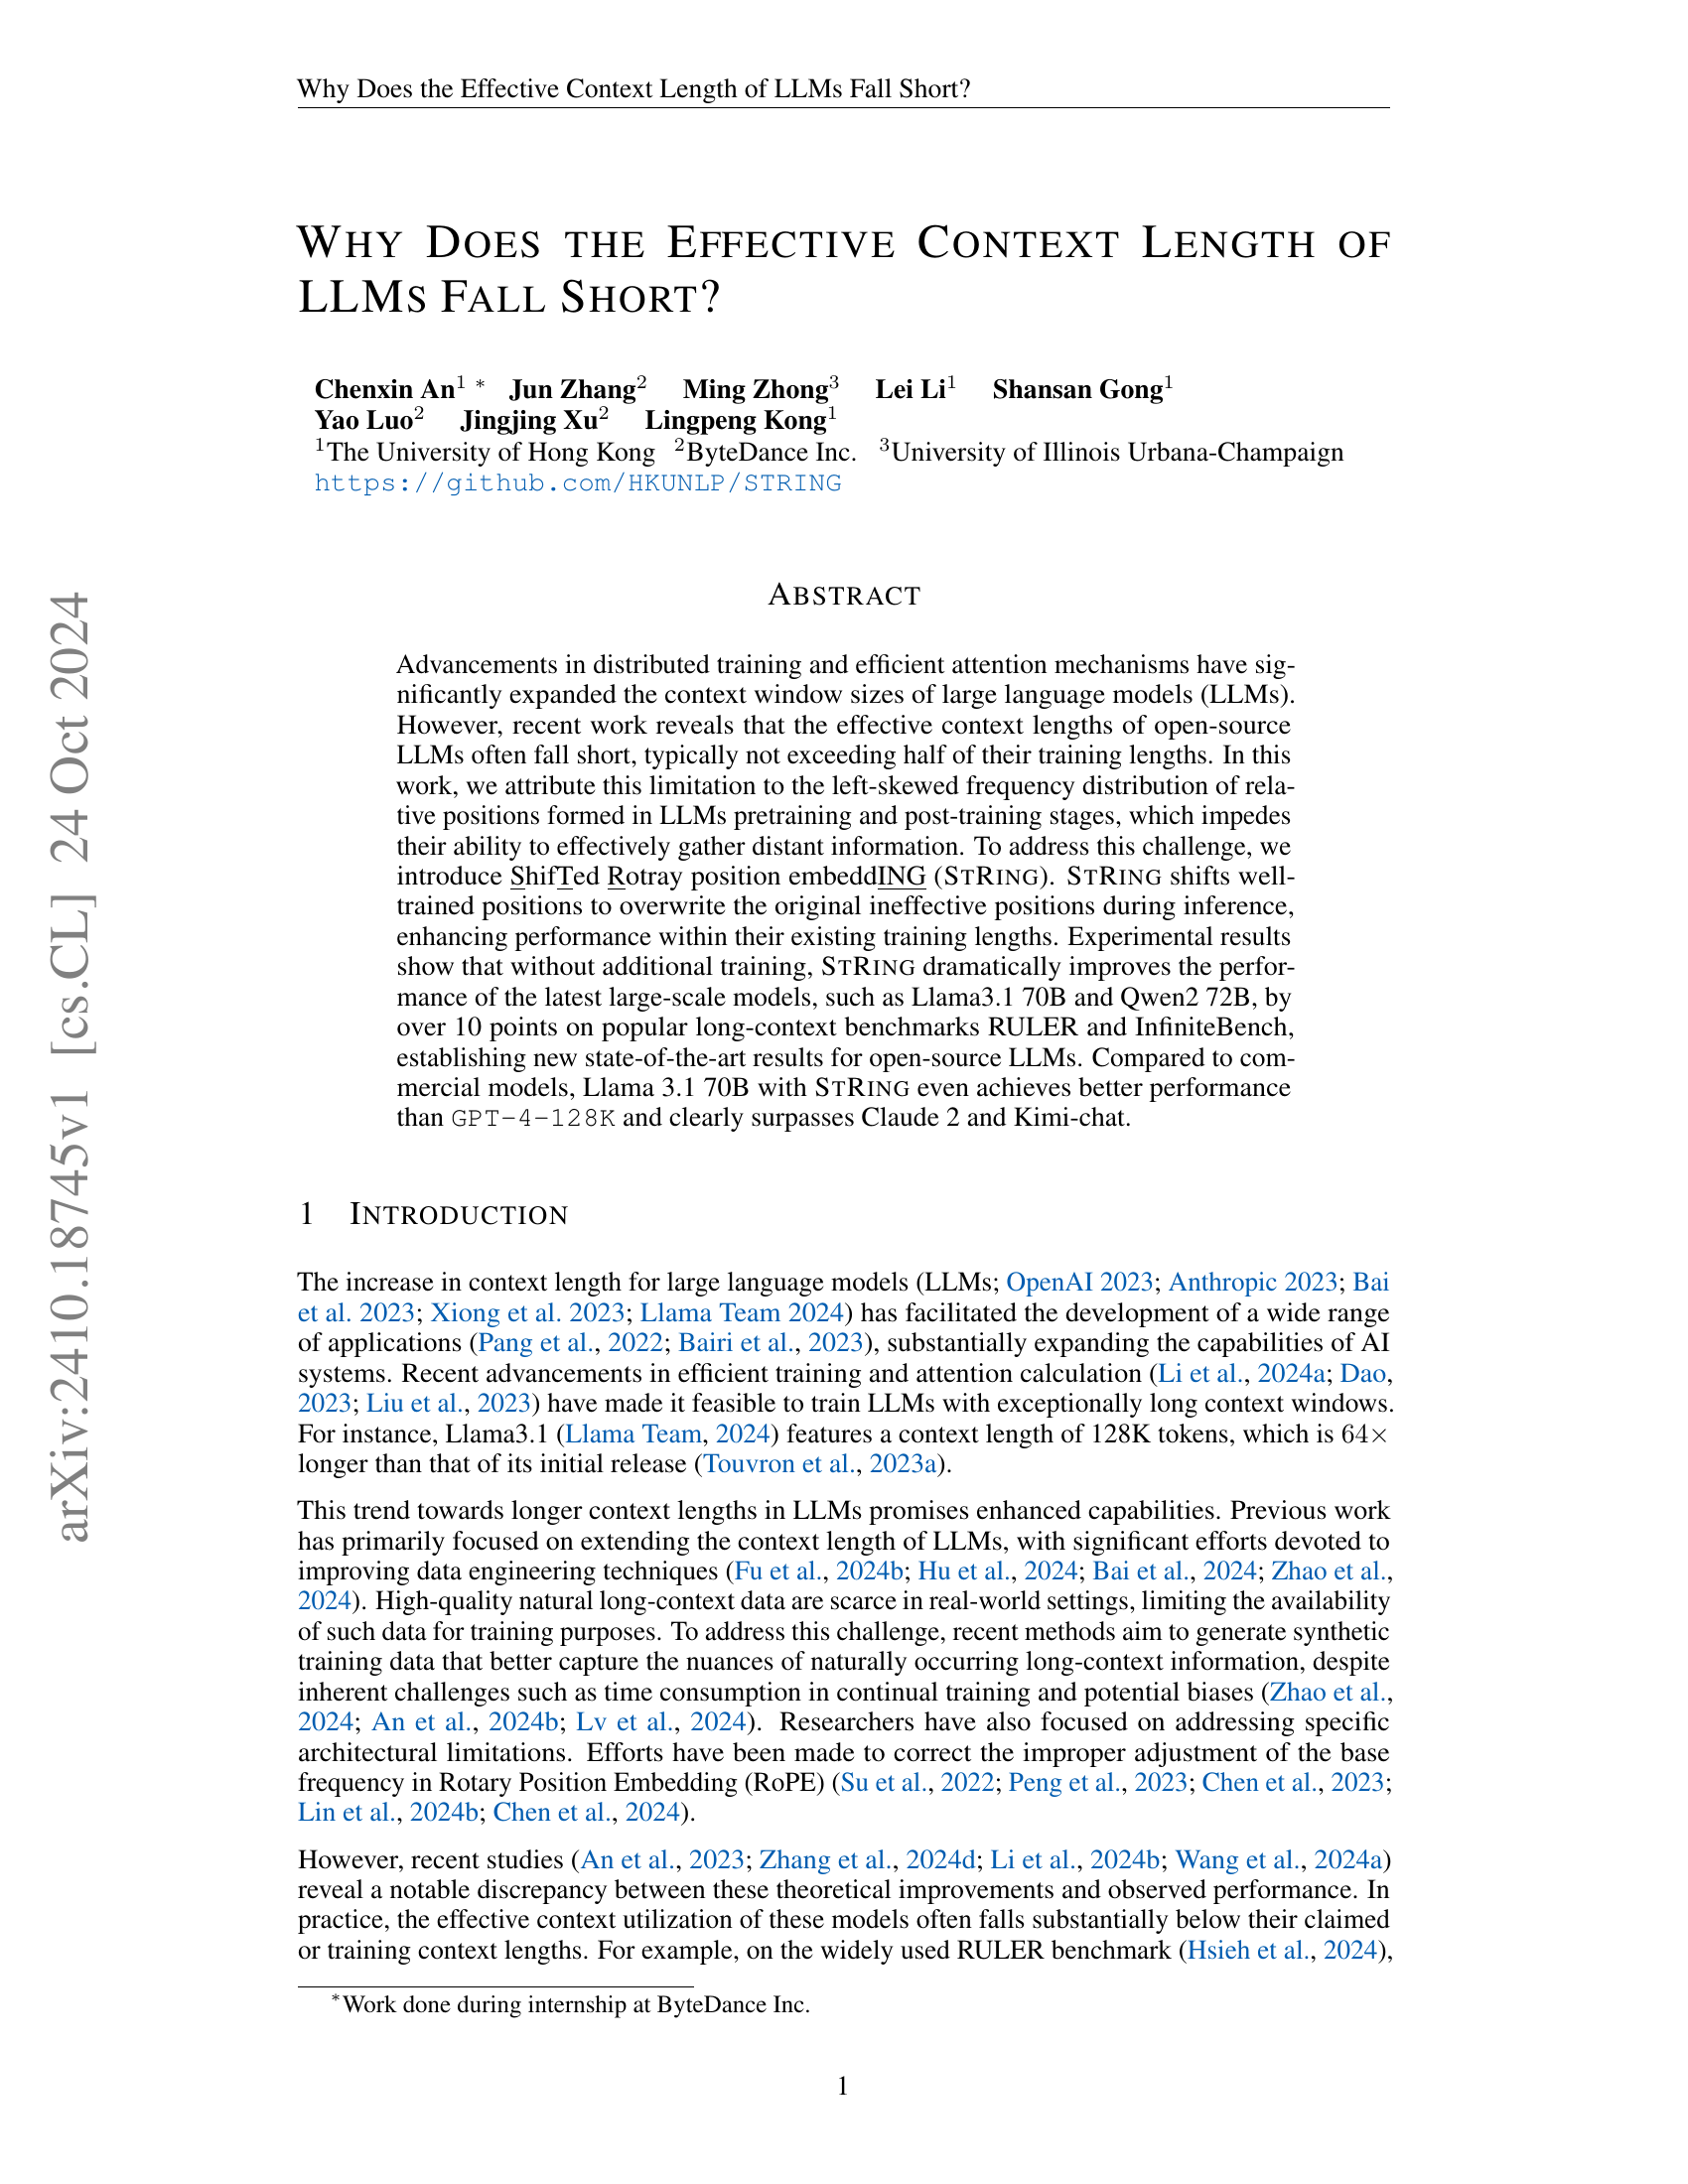 Why Does the Effective Context Length of LLMs Fall Short?
WHY DOES THE EFFECTIVE CONTEXT LENGTH OF
LLMS FALL SHORT?
Chenxin An1 * Jun Zhang2 Ming Zhong3 Lei Li1 Shansan Gong1
Yao Luo2 Jingjing Xu2 Lingpeng Kong1
1The University of Hong Kong 2ByteDance Inc. 3University of Illinois Urbana-Champaign
https://github.com/HKUNLP/STRING
ABSTRACT
Advancements in distributed training and efficient attention mechanisms have sig-
nificantly expanded the context window sizes of large language models (LLMs).
However, recent work reveals that the effective context lengths of open-source
LLMs often fall short, typically not exceeding half of their training lengths. In this
work, we attribute this limitation to the left-skewed frequency distribution of rela-
tive positions formed in LLMs pretraining and post-training stages, which impedes
their ability to effectively gather distant information. To address this challenge, we
introduce ShifTed Rotray position embeddING (STRING). STRING shifts well-
trained positions to overwrite the original ineffective positions during inference,
enhancing performance within their existing training lengths. Experimental results
show that without additional training, STRING dramatically improves the perfor-
mance of the latest large-scale models, such as Llama3.1 70B and Qwen2 72B, by
over 10 points on popular long-context benchmarks RULER and InfiniteBench,
establishing new state-of-the-art results for open-source LLMs. Compared to com-
mercial models, Llama 3.1 70B with STRING even achieves better performance
than GPT-4-128K and clearly surpasses Claude 2 and Kimi-chat.
1 INTRODUCTION
The increase in context length for large language models (LLMs; OpenAI 2023; Anthropic 2023; Bai
et al. 2023; Xiong et al. 2023; Llama Team 2024) has facilitated the development of a wide range
of applications (Pang et al., 2022; Bairi et al., 2023), substantially expanding the capabilities of AI
systems. Recent advancements in efficient training and attention calculation (Li et al., 2024a; Dao,
2023; Liu et al., 2023) have made it feasible to train LLMs with exceptionally long context windows.
For instance, Llama3.1 (Llama Team, 2024) features a context length of 128K tokens, which is 64×
longer than that of its initial release (Touvron et al., 2023a).
This trend towards longer context lengths in LLMs promises enhanced capabilities. Previous work
has primarily focused on extending the context length of LLMs, with significant efforts devoted to
improving data engineering techniques (Fu et al., 2024b; Hu et al., 2024; Bai et al., 2024; Zhao et al.,
2024). High-quality natural long-context data are scarce in real-world settings, limiting the availability
of such data for training purposes. To address this challenge, recent methods aim to generate synthetic
training data that better capture the nuances of naturally occurring long-context information, despite
inherent challenges such as time consumption in continual training and potential biases (Zhao et al.,
2024; An et al., 2024b; Lv et al., 2024). Researchers have also focused on addressing specific
architectural limitations. Efforts have been made to correct the improper adjustment of the base
frequency in Rotary Position Embedding (RoPE) (Su et al., 2022; Peng et al., 2023; Chen et al., 2023;
Lin et al., 2024b; Chen et al., 2024).
However, recent studies (An et al., 2023; Zhang et al., 2024d; Li et al., 2024b; Wang et al., 2024a)
reveal a notable discrepancy between these theoretical improvements and observed performance. In
practice, the effective context utilization of these models often falls substantially below their claimed
or training context lengths. For example, on the widely used RULER benchmark (Hsieh et al., 2024),
*Work done during internship at ByteDance Inc.
1
arXiv:2410.18745v1 [cs.CL] 24 Oct 2024